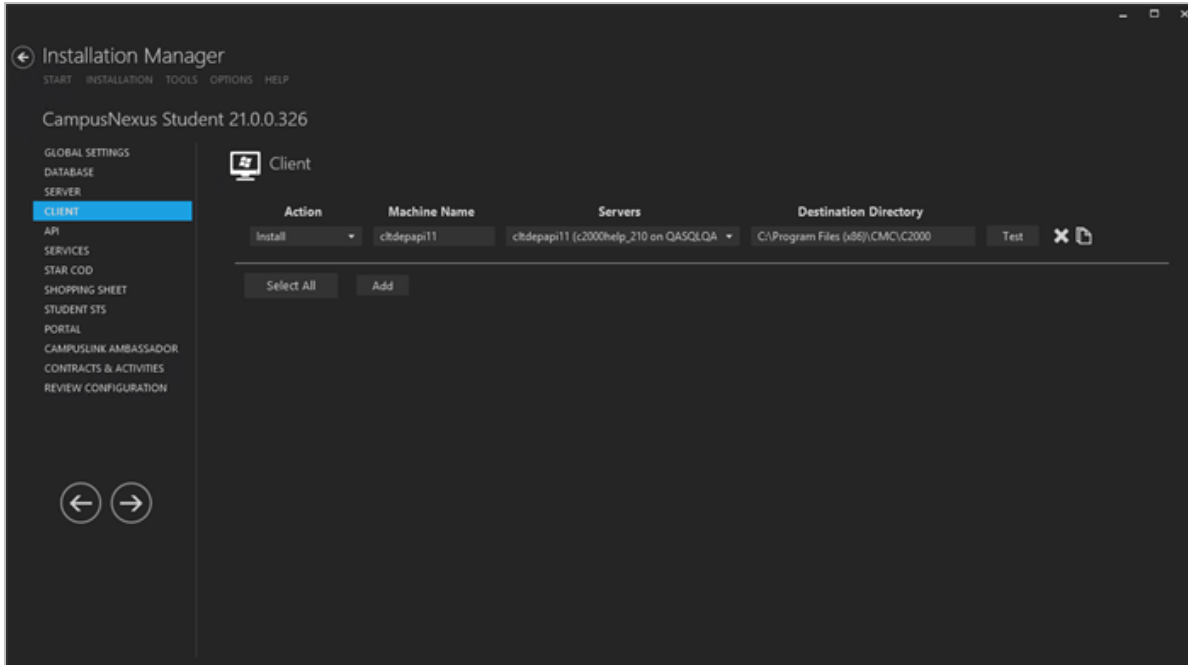 Installation Manager
START INSTALLATION TOOLS OPTIONS HELP
CampusNexus Student 21.0.0.326
GLOBAL SETTINGS
DATABASE
SERVER
CLIENT
API
SERVICES
STAR COD
SHOPPING SHEET
STUDENT STS
PORTAL
CAMPUSLINK AMBASSADOR
CONTRACTS & ACTIVITIES
REVIEW CONFIGURATION
Client
Action Machine Name Servers Destination Directory
Install cltdepapi11 cltdepapi11 (c2000help_210 on QASQLQA C:\Program Files (x86)\CMC\C2000 Test
Select All Add